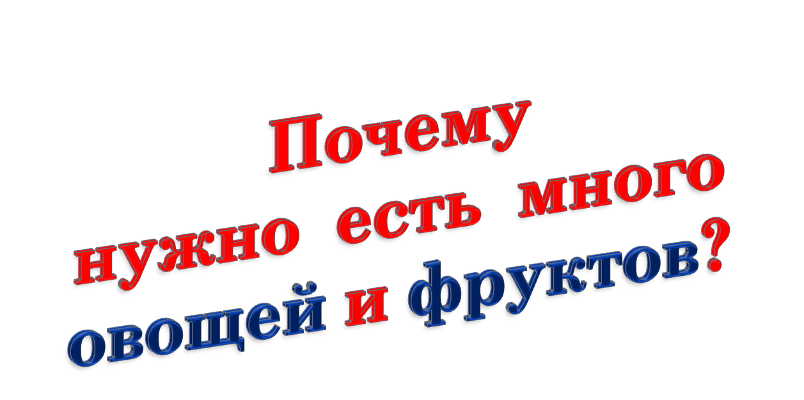 Почему
нужно есть много
овощей и фруктов?